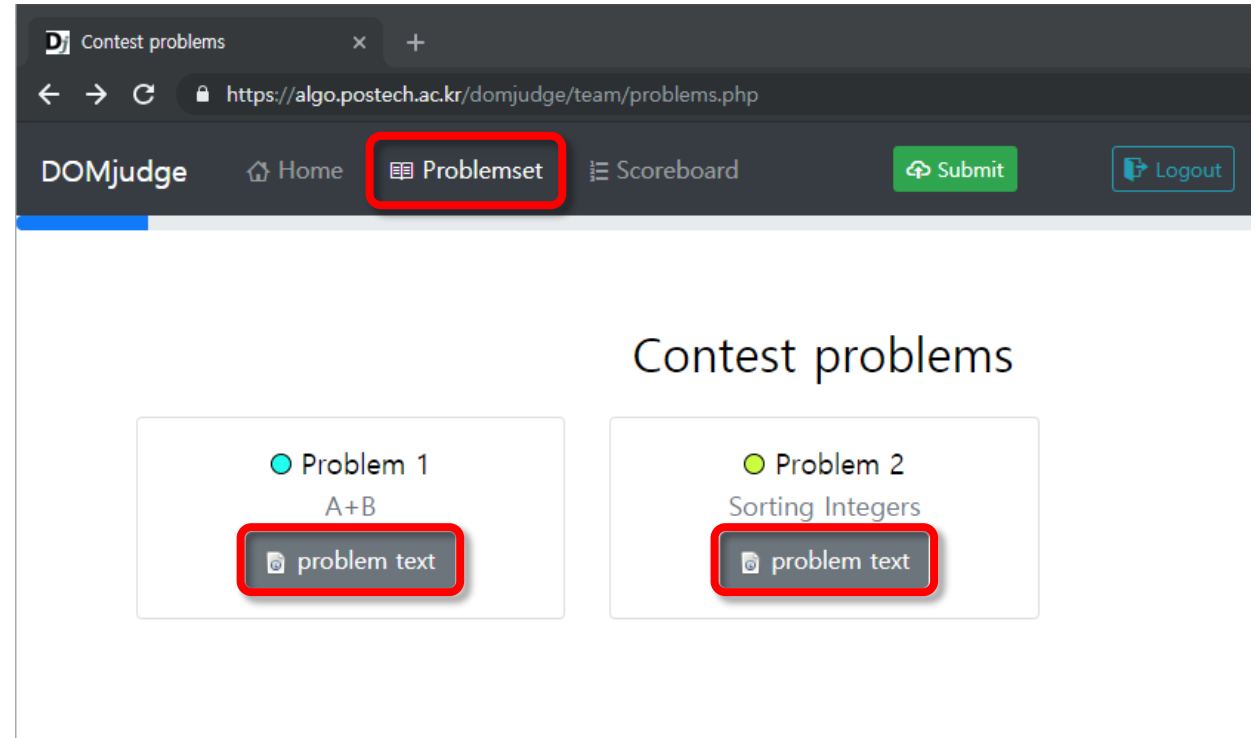 Dj Contest problems
https://algo.postech.ac.kr/domjudge/team/problems.php
DOMjudge Home Problemset Scoreboard Submit Logout
Contest problems
Problem 1
A+B
problem text
Problem 2
Sorting Integers
problem text